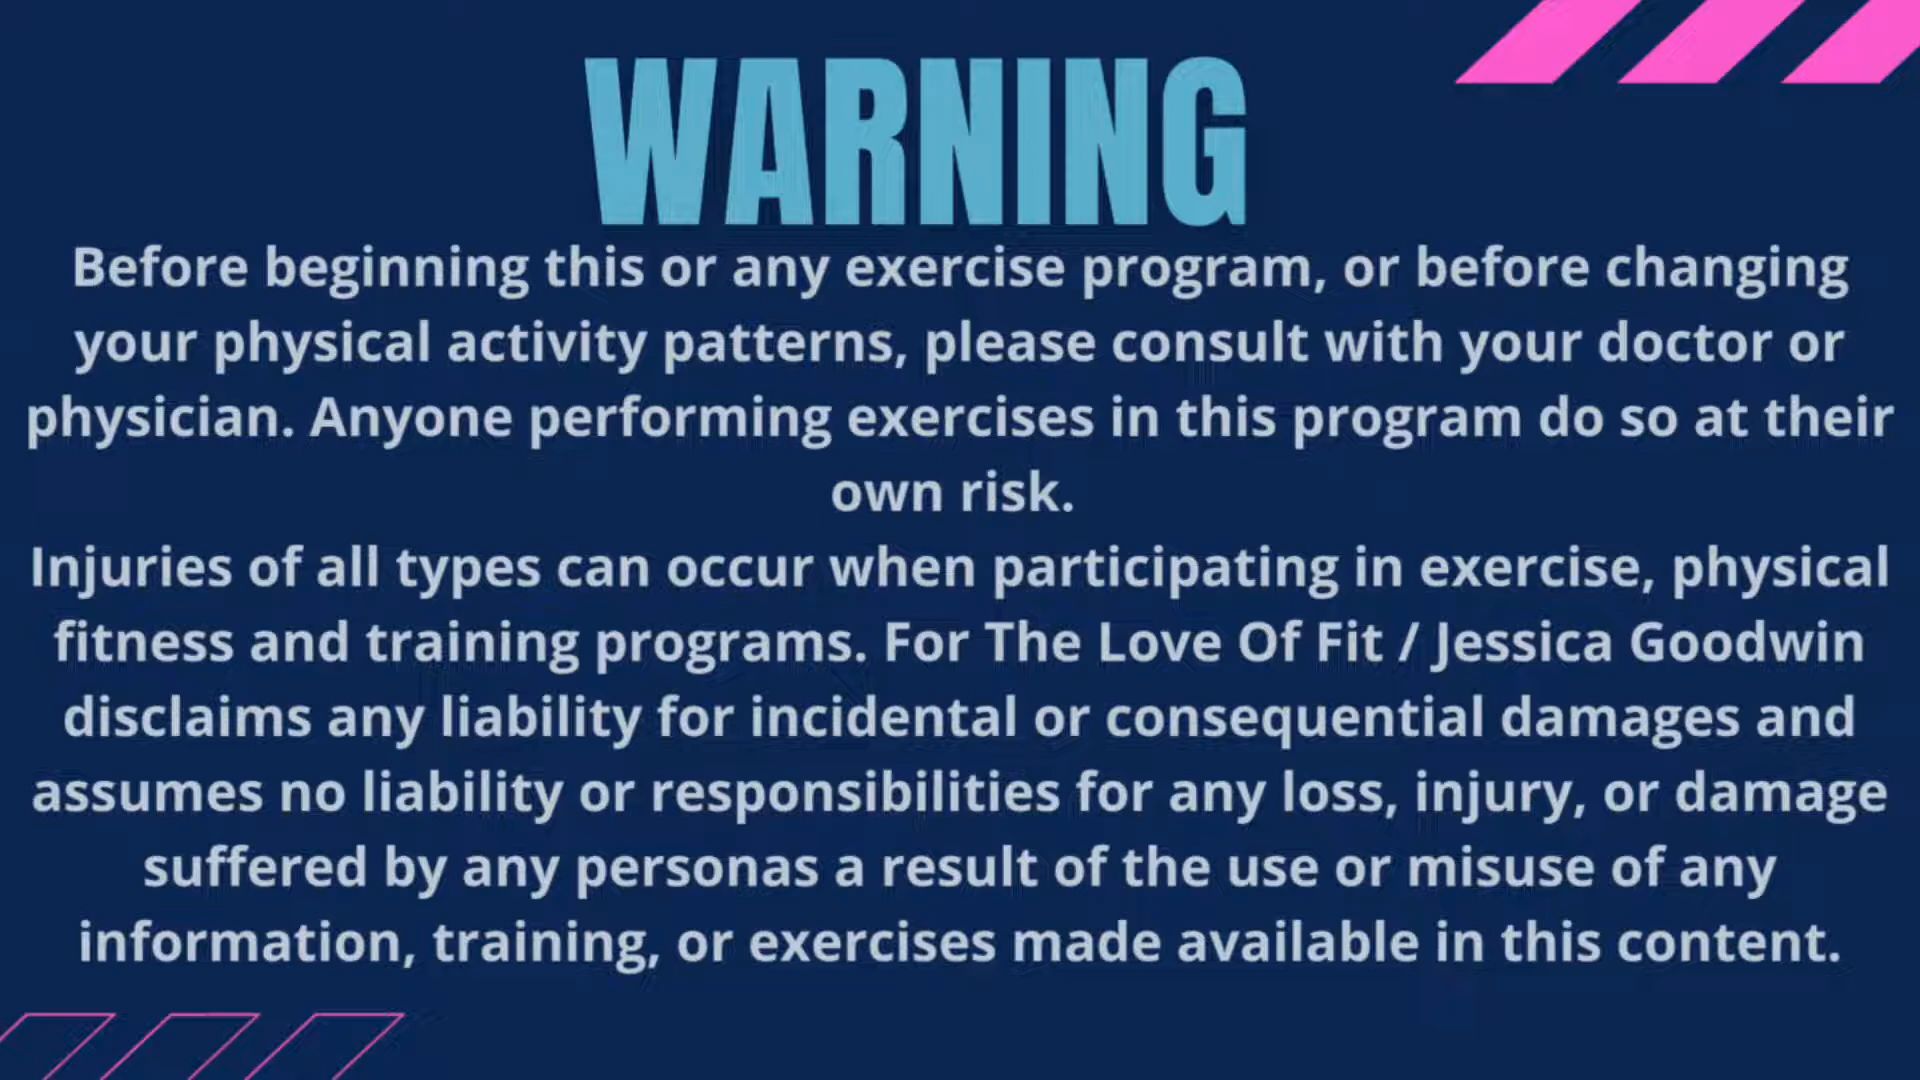 WARNING
Before beginning this or any exercise program, or before changing
your physical activity patterns, please consult with your doctor or
physician. Anyone performing exercises in this program do so at their
own risk.
Injuries of all types can occur when participating in exercise, physical
fitness and training programs. For The Love Of Fit / Jessica Goodwin
disclaims any liability for incidental or consequential damages and
assumes no liability or responsibilities for any loss, injury, or damage
suffered by any personas a result of the use or misuse of any
information, training, or exercises made available in this content.